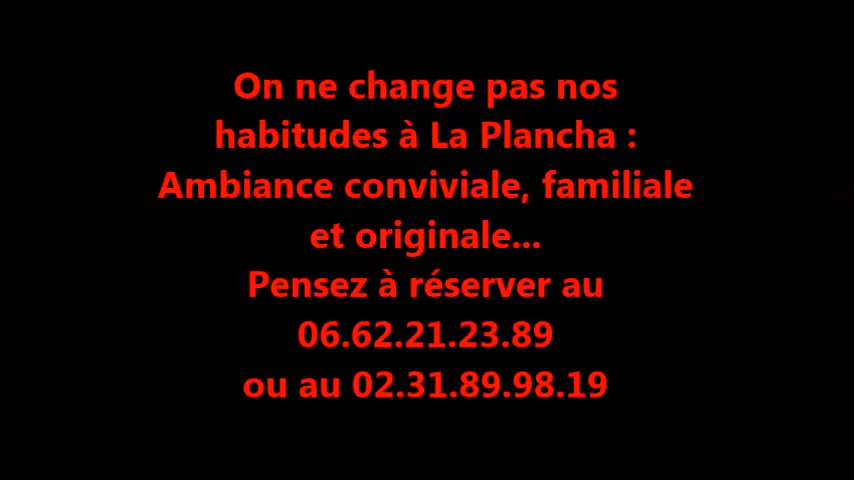 On ne change pas nos
habitudes à La Plancha :
Ambiance conviviale, familiale
et originale...
Pensez à réserver au
06.62.21.23.89
ou au 02.31.89.98.19